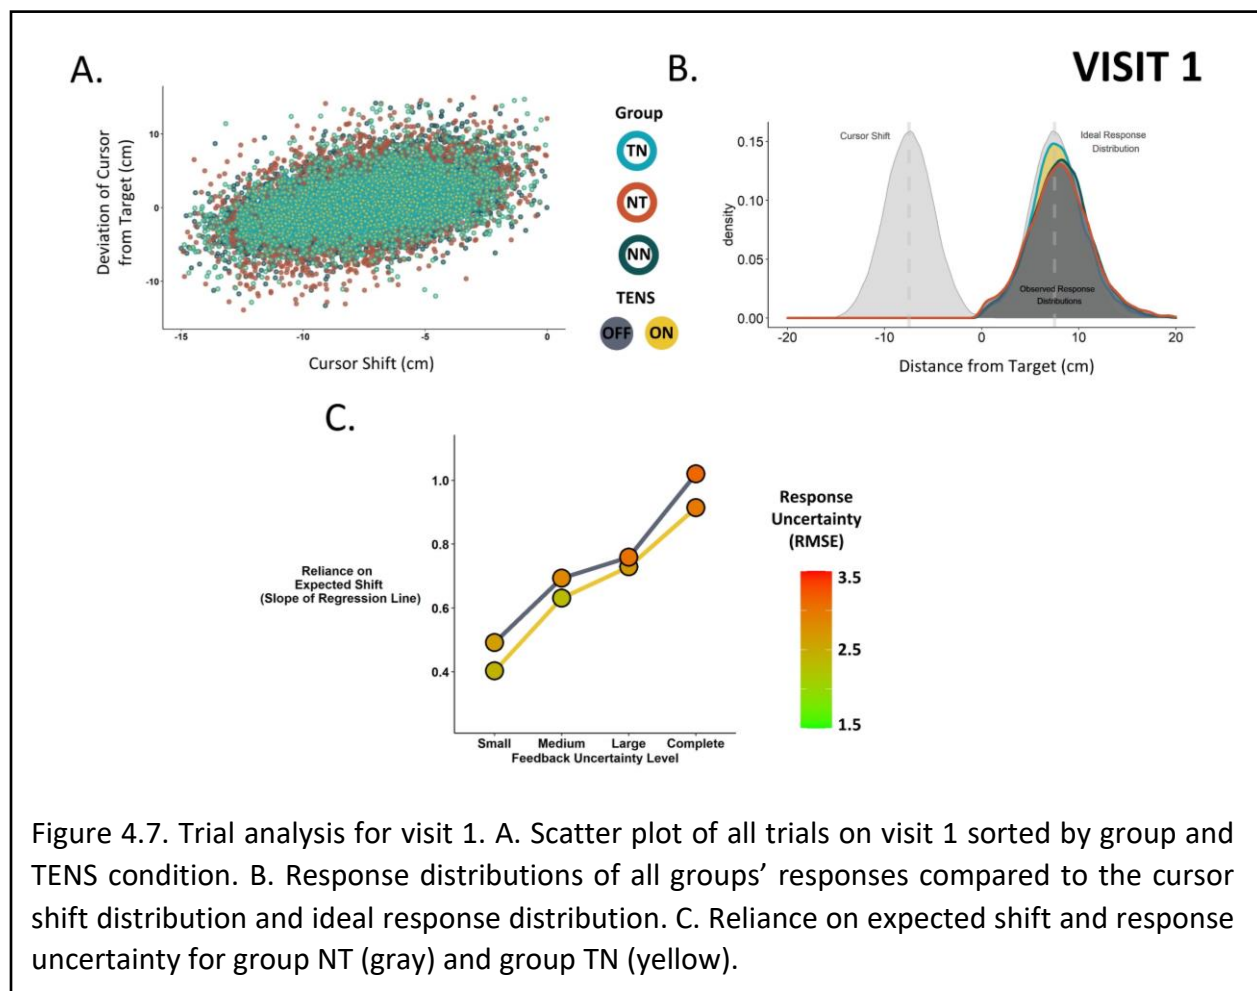 A.
B.
VISIT 1
Deviation of Cursor
from Target (cm)
10
0
-10
-15
-10
-5
0
Cursor Shift (cm)
Group
TN
NT
NN
TENS
OFF
ON
density
0.15
0.10
0.05
0.00
Cursor Shift
Ideal Response
Distribution
Observed Response
Distributions
-20
-10
0
10
20
Distance from Target (cm)
C.
Reliance on
Expected Shift
(Slope of Regression Line)
1.0
0.8
0.6
0.4
Small
Medium
Large
Complete
Feedback Uncertainty Level
Response
Uncertainty
(RMSE)
3.5
2.5
1.5
Figure 4.7. Trial analysis for visit 1. A. Scatter plot of all trials on visit 1 sorted by group and
TENS condition. B. Response distributions of all groups’ responses compared to the cursor
shift distribution and ideal response distribution. C. Reliance on expected shift and response
uncertainty for group NT (gray) and group TN (yellow).